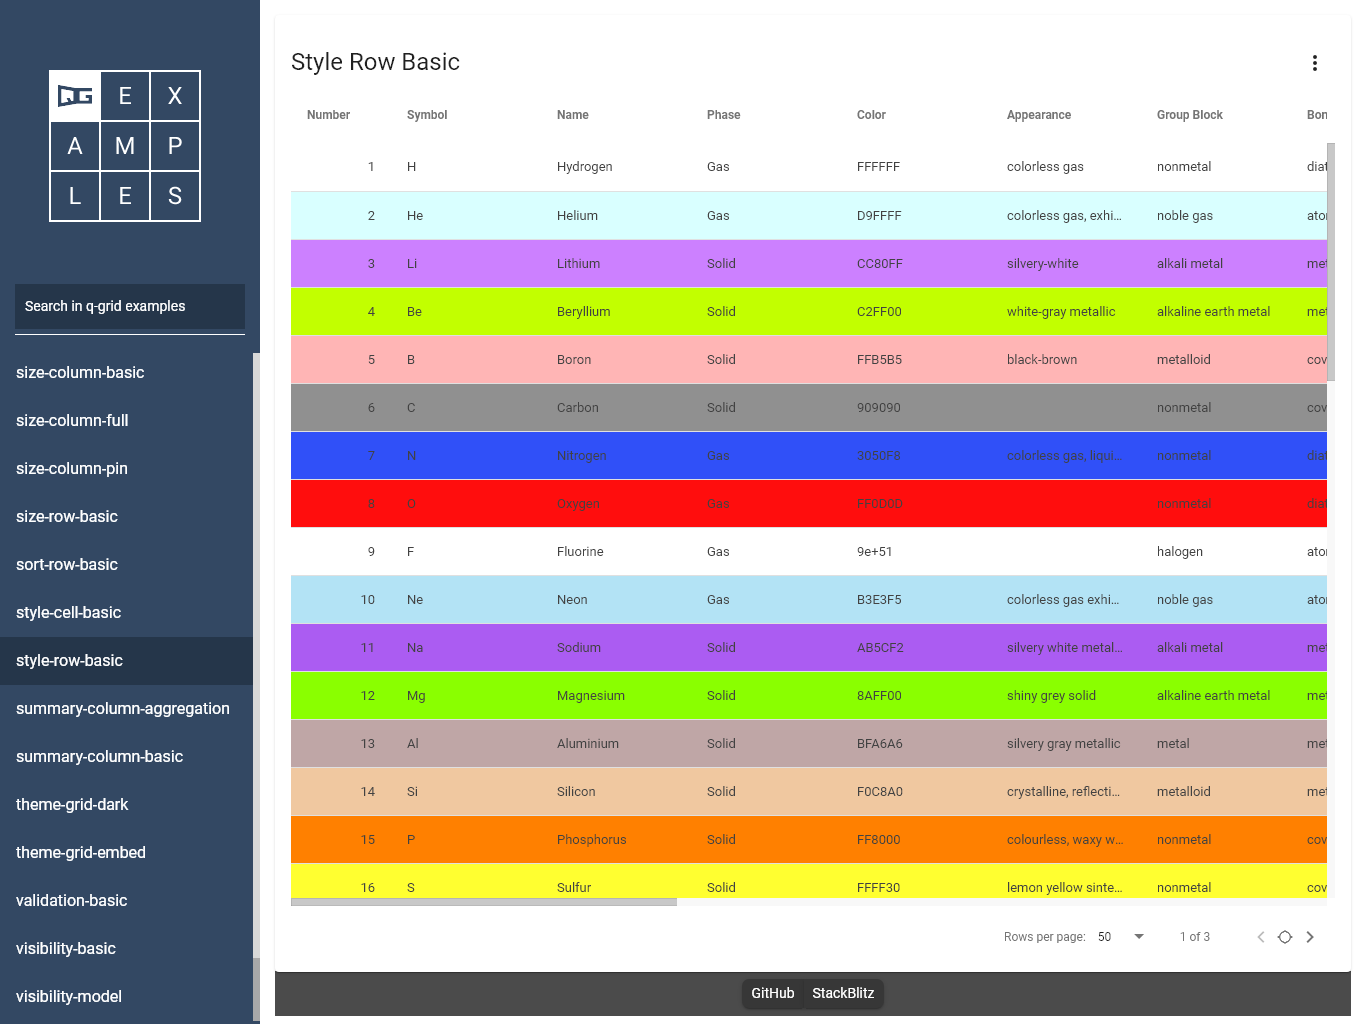 QG E X
A M P
L E S
Search in q-grid examples
size-column-basic
size-column-full
size-column-pin
size-row-basic
sort-row-basic
style-cell-basic
style-row-basic
summary-column-aggregation
summary-column-basic
theme-grid-dark
theme-grid-embed
validation-basic
visibility-basic
visibility-model
Style Row Basic
Number Symbol Name Phase Color Appearance Group Block Bon
1 H Hydrogen Gas FFFFFF colorless gas nonmetal diat
2 He Helium Gas D9FFFF colorless gas, exhi... noble gas ato
3 Li Lithium Solid CC80FF silvery-white alkali metal met
4 Be Beryllium Solid C2FF00 white-gray metallic alkaline earth metal met
5 B Boron Solid FFB5B5 black-brown metalloid cov
6 C Carbon Solid 909090 nonmetal cov
7 N Nitrogen Gas 3050F8 colorless gas, liqui... nonmetal diat
8 O Oxygen Gas FF0D0D nonmetal diat
9 F Fluorine Gas 9e+51 halogen ato
10 Ne Neon Gas B3E3F5 colorless gas exhi... noble gas ato
11 Na Sodium Solid AB5CF2 silvery white metal... alkali metal met
12 Mg Magnesium Solid 8AFF00 shiny grey solid alkaline earth metal met
13 Al Aluminium Solid BFA6A6 silvery gray metallic metal met
14 Si Silicon Solid F0C8A0 crystalline, reflecti... metalloid met
15 P Phosphorus Solid FF8000 colourless, waxy w... nonmetal cov
16 S Sulfur Solid FFFF30 lemon yellow sinte... nonmetal cov
Rows per page: 50 1 of 3
GitHub StackBlitz